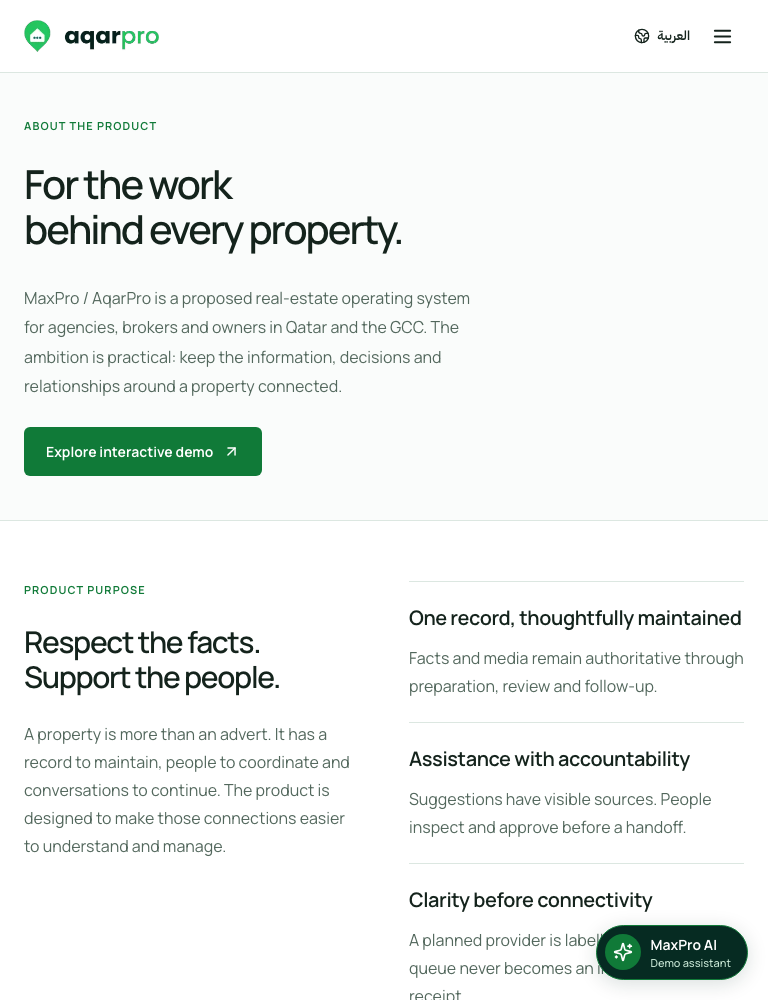 aqarpro
العربية
ABOUT THE PRODUCT
For the work
behind every property.
MaxPro / AqarPro is a proposed real-estate operating system
for agencies, brokers and owners in Qatar and the GCC. The
ambition is practical: keep the information, decisions and
relationships around a property connected.
Explore interactive demo
PRODUCT PURPOSE
Respect the facts.
Support the people.
A property is more than an advert. It has a
record to maintain, people to coordinate and
conversations to continue. The product is
designed to make those connections easier
to understand and manage.
One record, thoughtfully maintained
Facts and media remain authoritative through
preparation, review and follow-up.
Assistance with accountability
Suggestions have visible sources. People
inspect and approve before a handoff.
Clarity before connectivity
A planned provider is
queue never becomes an
receipt.
MaxPro AI
Demo assistant